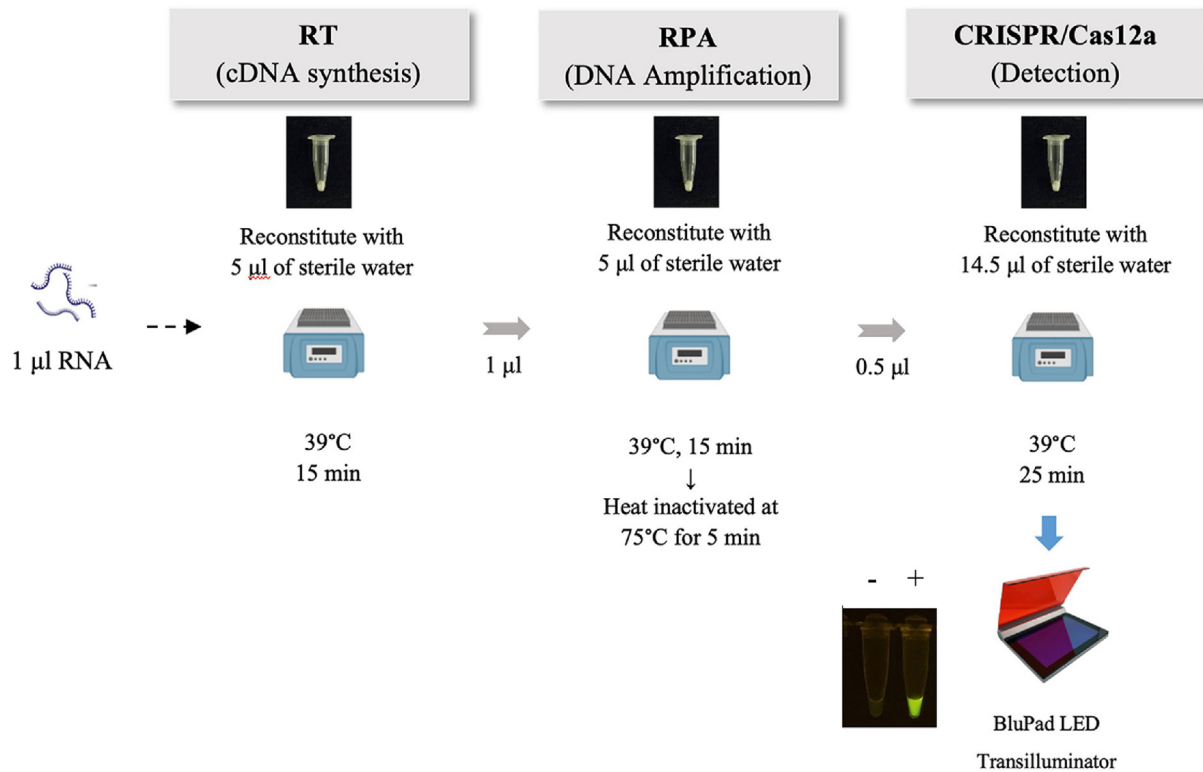 RT
(cDNA synthesis)
RPA
(DNA Amplification)
CRISPR/Cas12a
(Detection)
Reconstitute with
5 µl of sterile water
Reconstitute with
5 µl of sterile water
Reconstitute with
14.5 µl of sterile water
1 µl RNA
1 µl
0.5 µl
39°C
15 min
39°C, 15 min
↓
Heat inactivated at
75°C for 5 min
39°C
25 min
- +
BluPad LED
Transilluminator